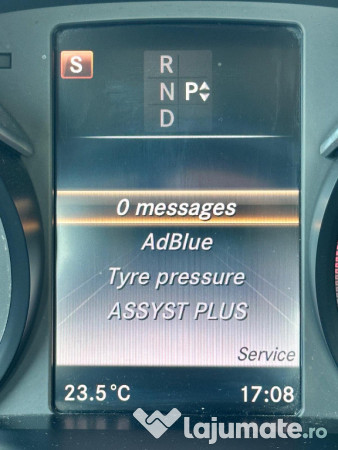 S
R
N P
D
0 messages
AdBlue
Tyre pressure
ASSYST PLUS
Service
23.5°C 17:08
lajumate.ro